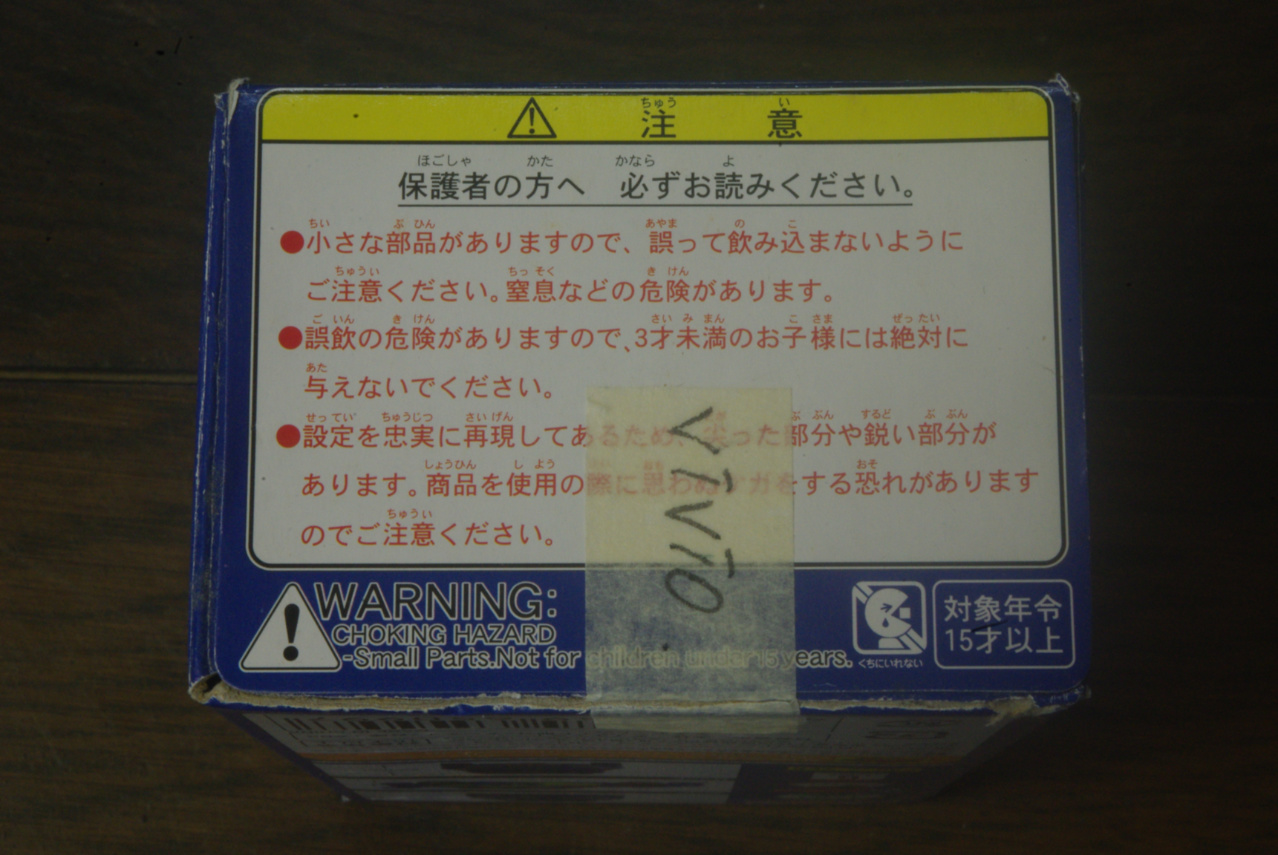 注意
保護者の方へ 必ずお読みください。
●小さな部品がありますので、誤って飲み込まないように
ご注意ください。窒息などの危険があります。
●誤飲の危険がありますので、3才未満のお子様には絶対に
与えないでください。
●設定を忠実に再現してあるため、尖った部分や鋭い部分が
あります。商品を使用の際に思わぬケガをする恐れがあります
のでご注意ください。
WARNING:
CHOKING HAZARD
-Small Parts.Not for children under 15 years.
くちにいれない
対象年令
15才以上